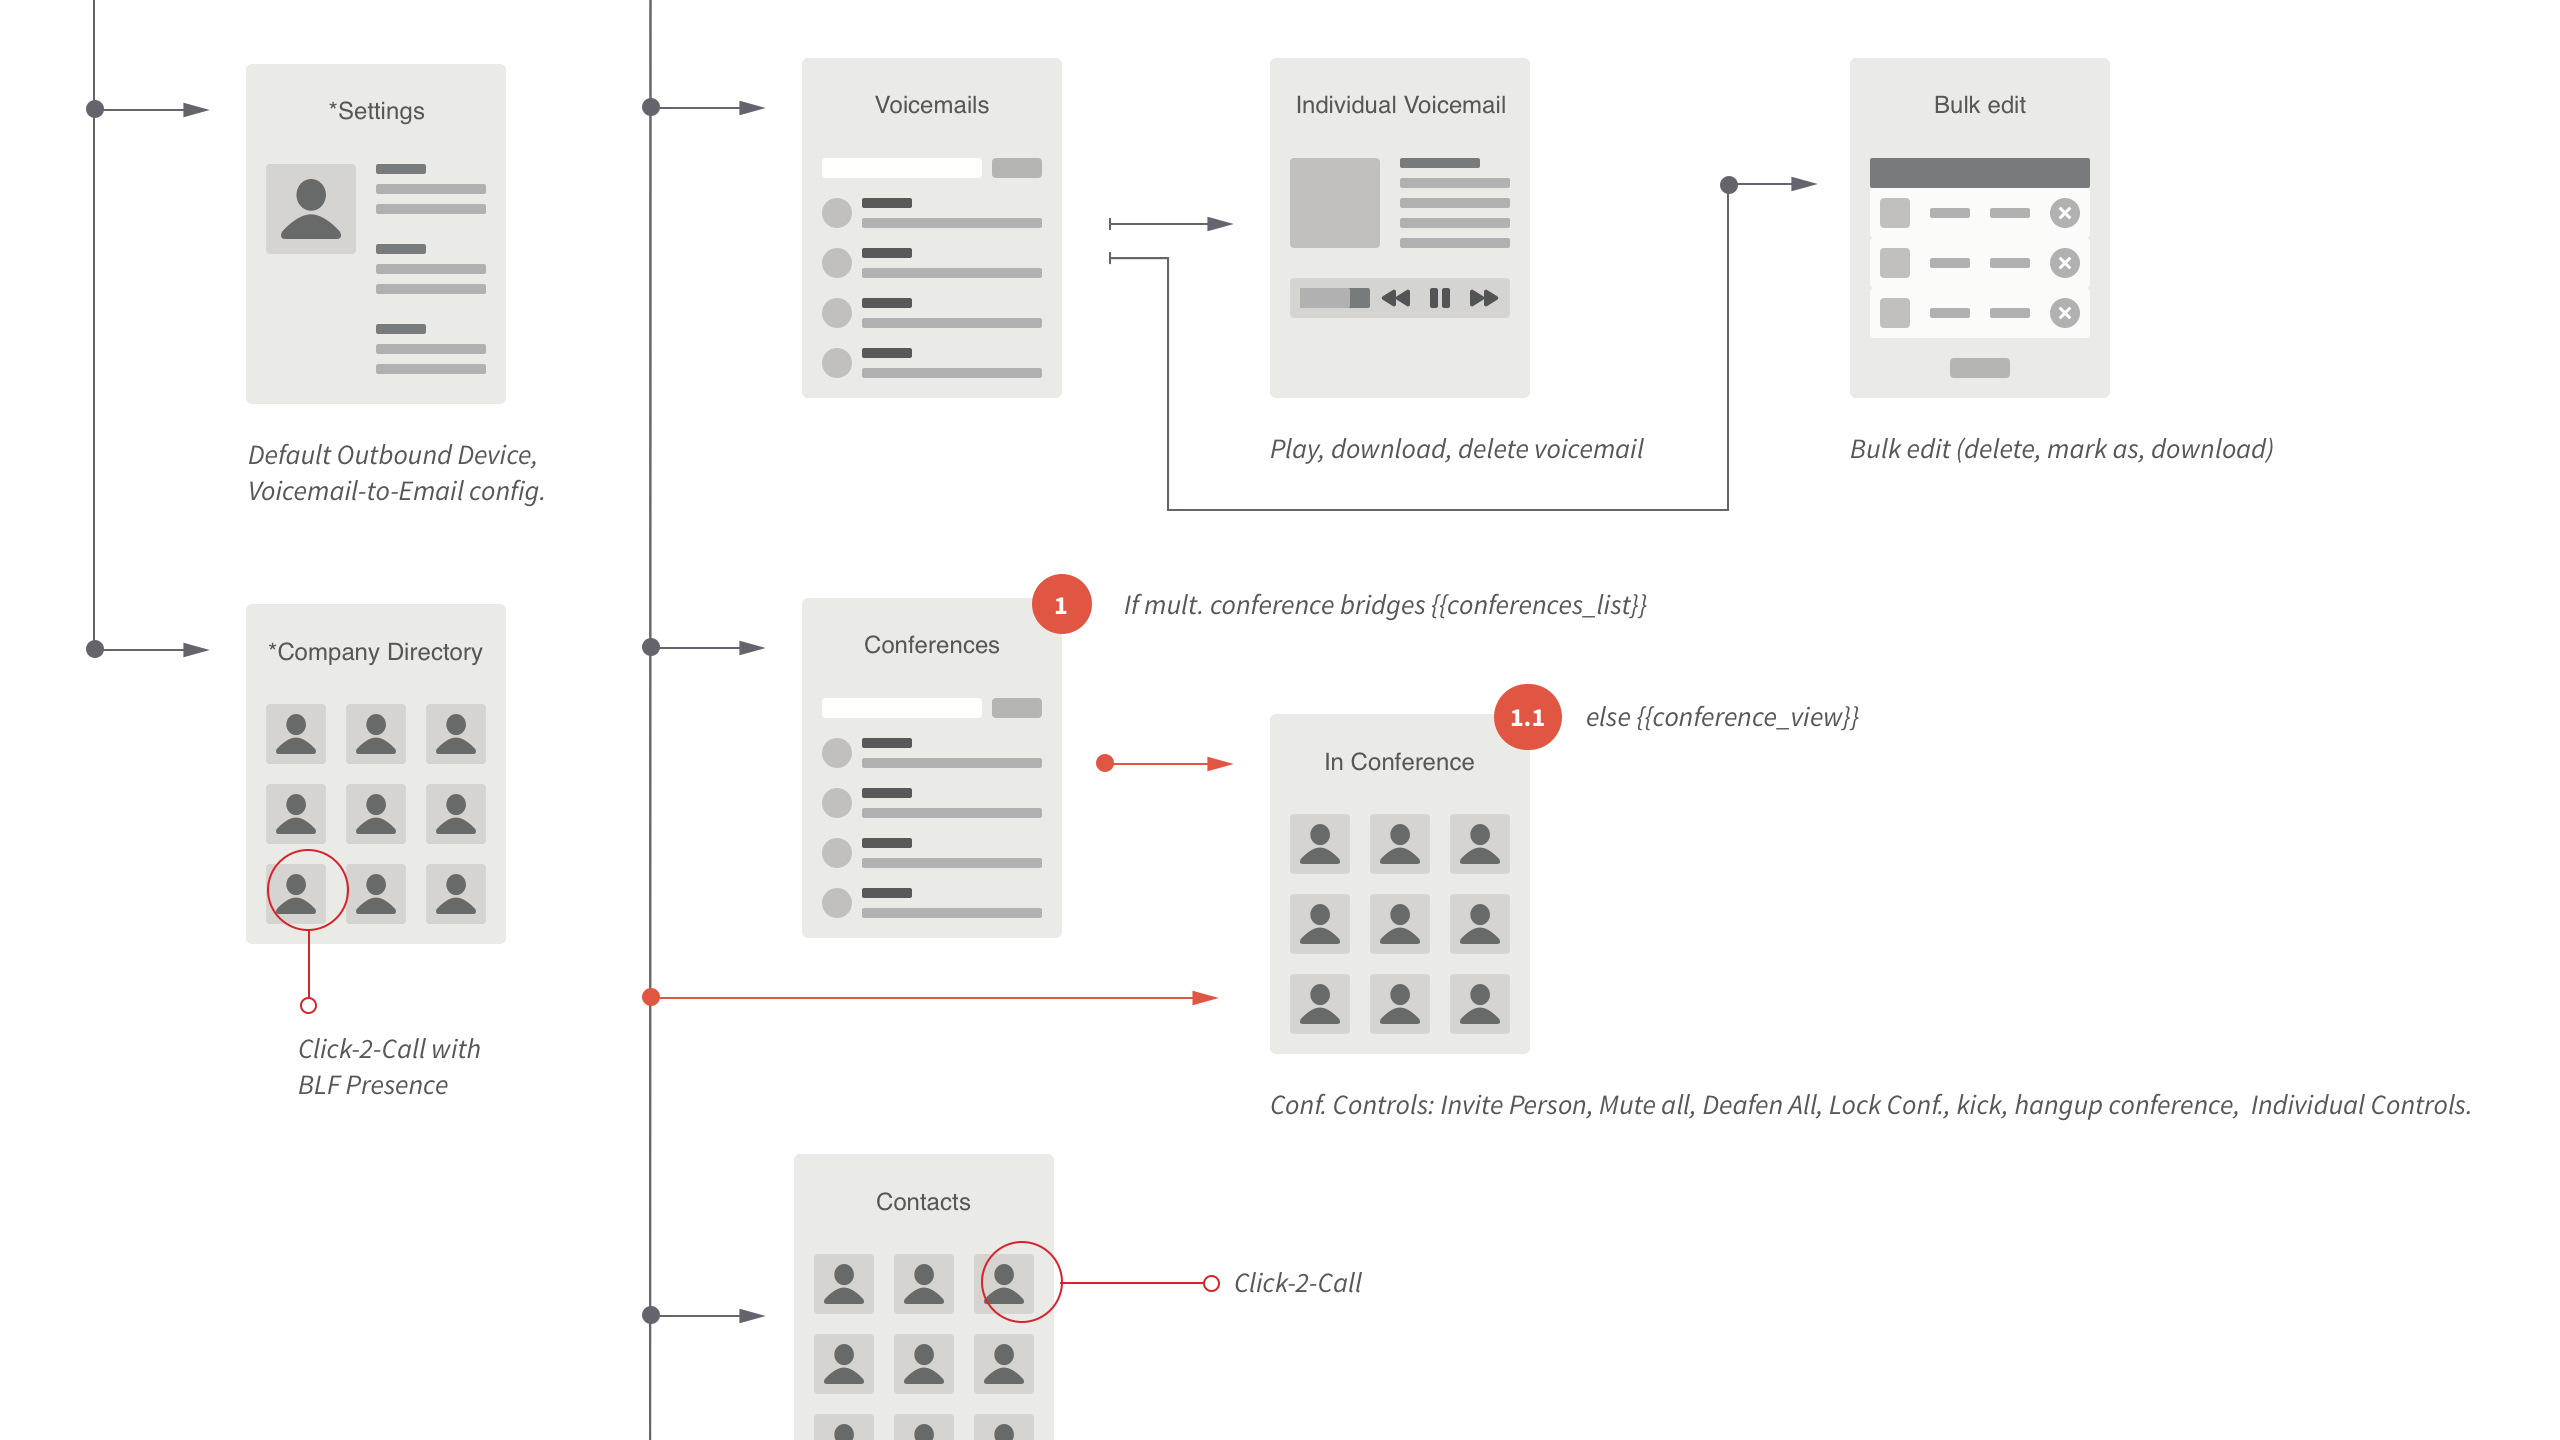 *Settings
Default Outbound Device,
Voicemail-to-Email config.
*Company Directory
Click-2-Call with
BLF Presence
Voicemails
Individual Voicemail
Play, download, delete voicemail
Bulk edit
Bulk edit (delete, mark as, download)
1
If mult. conference bridges {{conferences_list}}
Conferences
1.1
else {{conference_view}}
In Conference
Conf. Controls: Invite Person, Mute all, Deafen All, Lock Conf., kick, hangup conference,  Individual Controls.
Contacts
Click-2-Call